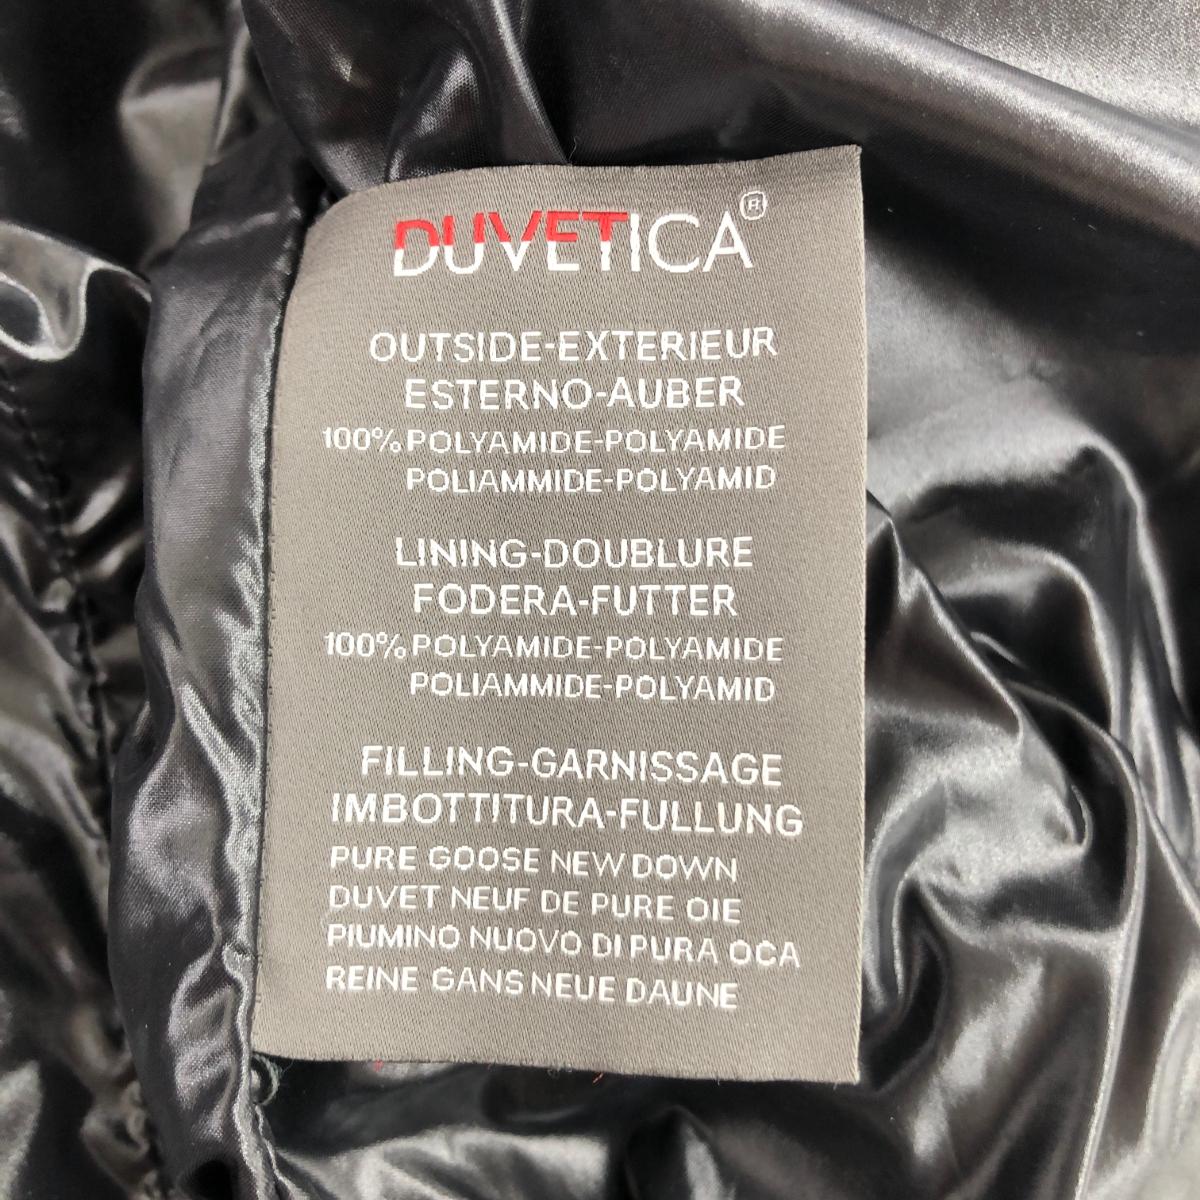 DUVETICA®
OUTSIDE-EXTERIEUR
ESTERNO-AUBER
100% POLYAMIDE-POLYAMIDE
POLIAMMIDE-POLYAMID
LINING-DOUBLURE
FODERA-FUTTER
100% POLYAMIDE-POLYAMIDE
POLIAMMIDE-POLYAMID
FILLING-GARNISSAGE
IMBOTTITURA-FULLUNG
PURE GOOSE NEW DOWN
DUVET NEUF DE PURE OIE
PIUMINO NUOVO DI PURA OCA
REINE GANS NEUE DAUNE